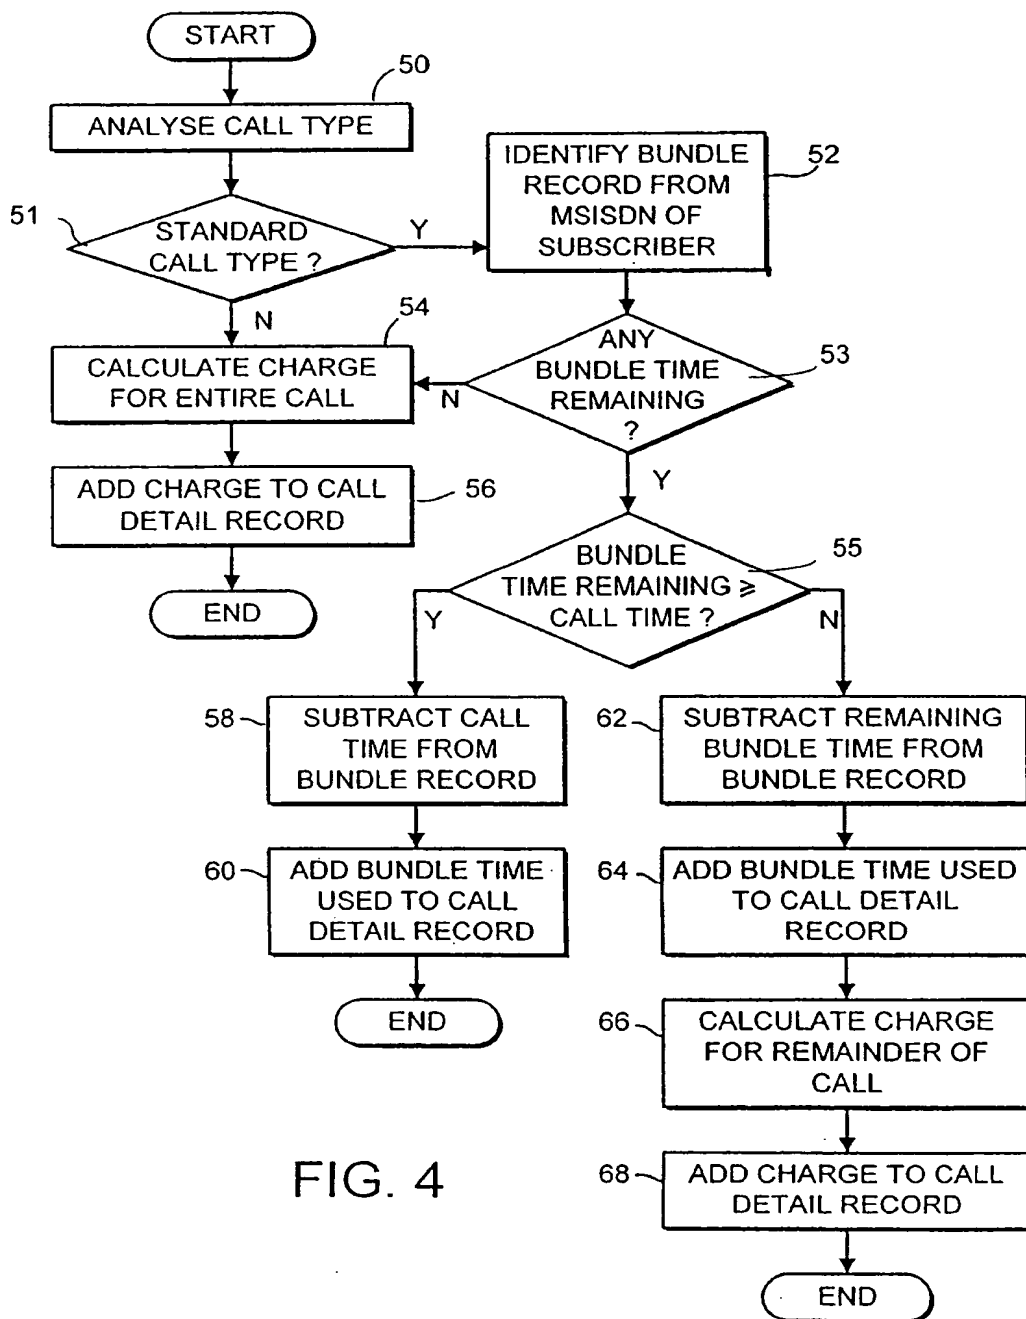 START
50
ANALYSE CALL TYPE
51
STANDARD
CALL TYPE ?
Y
N
IDENTIFY BUNDLE
RECORD FROM
MSISDN OF
SUBSCRIBER
52
54
CALCULATE CHARGE
FOR ENTIRE CALL
ANY
BUNDLE TIME
REMAINING
?
53
N
Y
ADD CHARGE TO CALL
DETAIL RECORD
56
END
BUNDLE
TIME REMAINING ⩾
CALL TIME ?
55
Y
N
58
SUBTRACT CALL
TIME FROM
BUNDLE RECORD
62
SUBTRACT REMAINING
BUNDLE TIME FROM
BUNDLE RECORD
60
ADD BUNDLE TIME
USED TO CALL
DETAIL RECORD
64
ADD BUNDLE TIME USED
TO CALL DETAIL
RECORD
END
66
CALCULATE CHARGE
FOR REMAINDER OF
CALL
68
ADD CHARGE TO CALL
DETAIL RECORD
END
FIG. 4